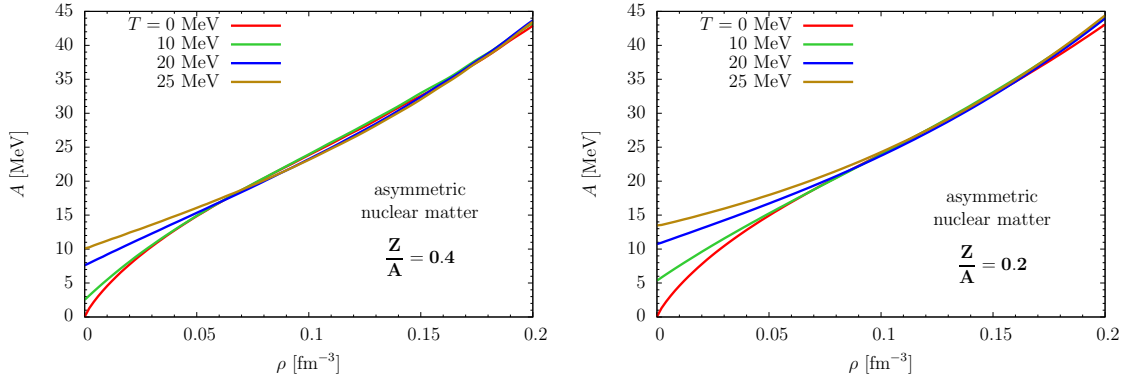 45
40
35
30
25
20
15
10
5
0
A [MeV]
T = 0 MeV
10 MeV
20 MeV
25 MeV
asymmetric
nuclear matter
Z/A = 0.4
0 0.05 0.1 0.15 0.2
ρ [fm⁻³]
45
40
35
30
25
20
15
10
5
0
A [MeV]
T = 0 MeV
10 MeV
20 MeV
25 MeV
asymmetric
nuclear matter
Z/A = 0.2
0 0.05 0.1 0.15 0.2
ρ [fm⁻³]